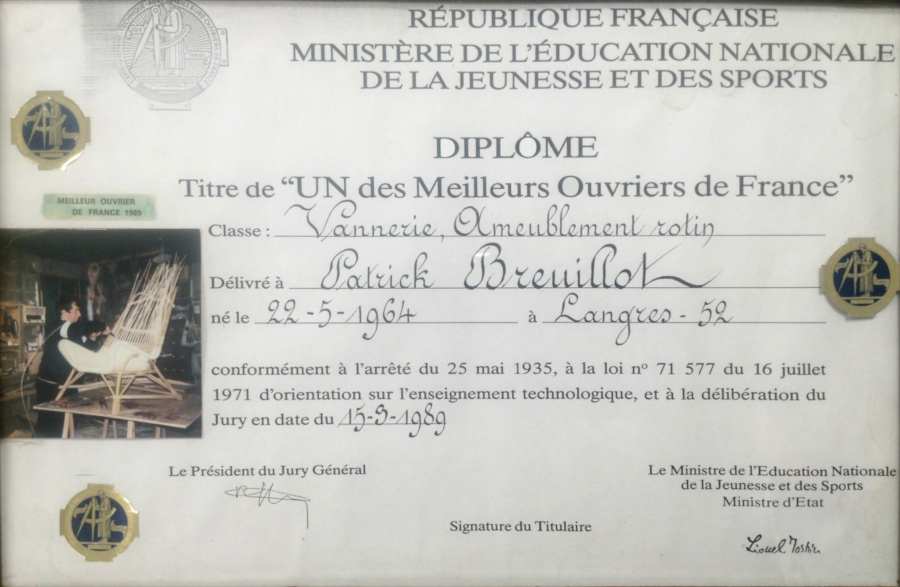 RÉPUBLIQUE FRANÇAISE
MINISTÈRE DE L'ÉDUCATION NATIONALE
DE LA JEUNESSE ET DES SPORTS
DIPLÔME
Titre de “UN des Meilleurs Ouvriers de France”
MEILLEUR OUVRIER
DE FRANCE 1989
Classe : Vannerie, Ameublement rotin
Délivré à Patrick Breuillot
né le 22-5-1964 à Langres - 52
conformément à l'arrêté du 25 mai 1935, à la loi nº 71 577 du 16 juillet
1971 d'orientation sur l'enseignement technologique, et à la délibération du
Jury en date du 15-9-1989
Le Président du Jury Général
Le Ministre de l'Education Nationale
de la Jeunesse et des Sports
Ministre d'Etat
Signature du Titulaire
Lionel Jospin